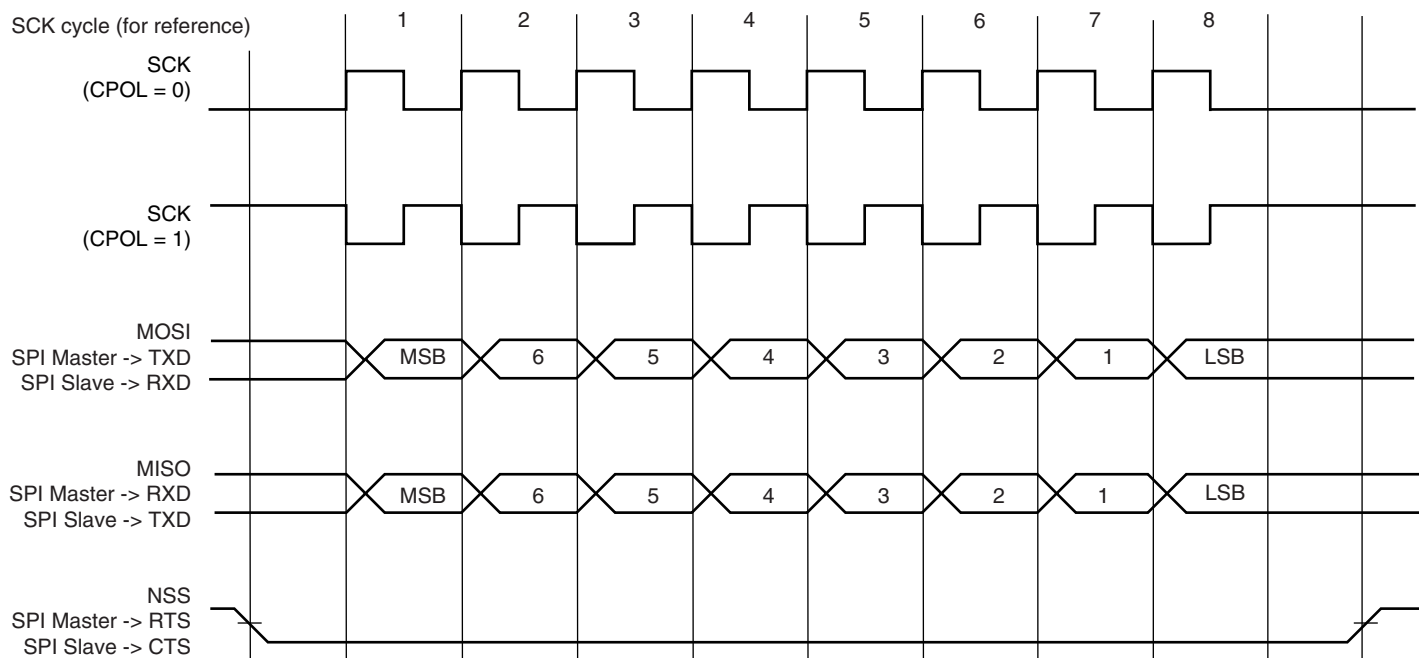 SCK cycle (for reference)
1 2 3 4 5 6 7 8
SCK
(CPOL = 0)
SCK
(CPOL = 1)
MOSI
SPI Master -> TXD
SPI Slave -> RXD
MSB 6 5 4 3 2 1 LSB
MISO
SPI Master -> RXD
SPI Slave -> TXD
MSB 6 5 4 3 2 1 LSB
NSS
SPI Master -> RTS
SPI Slave -> CTS